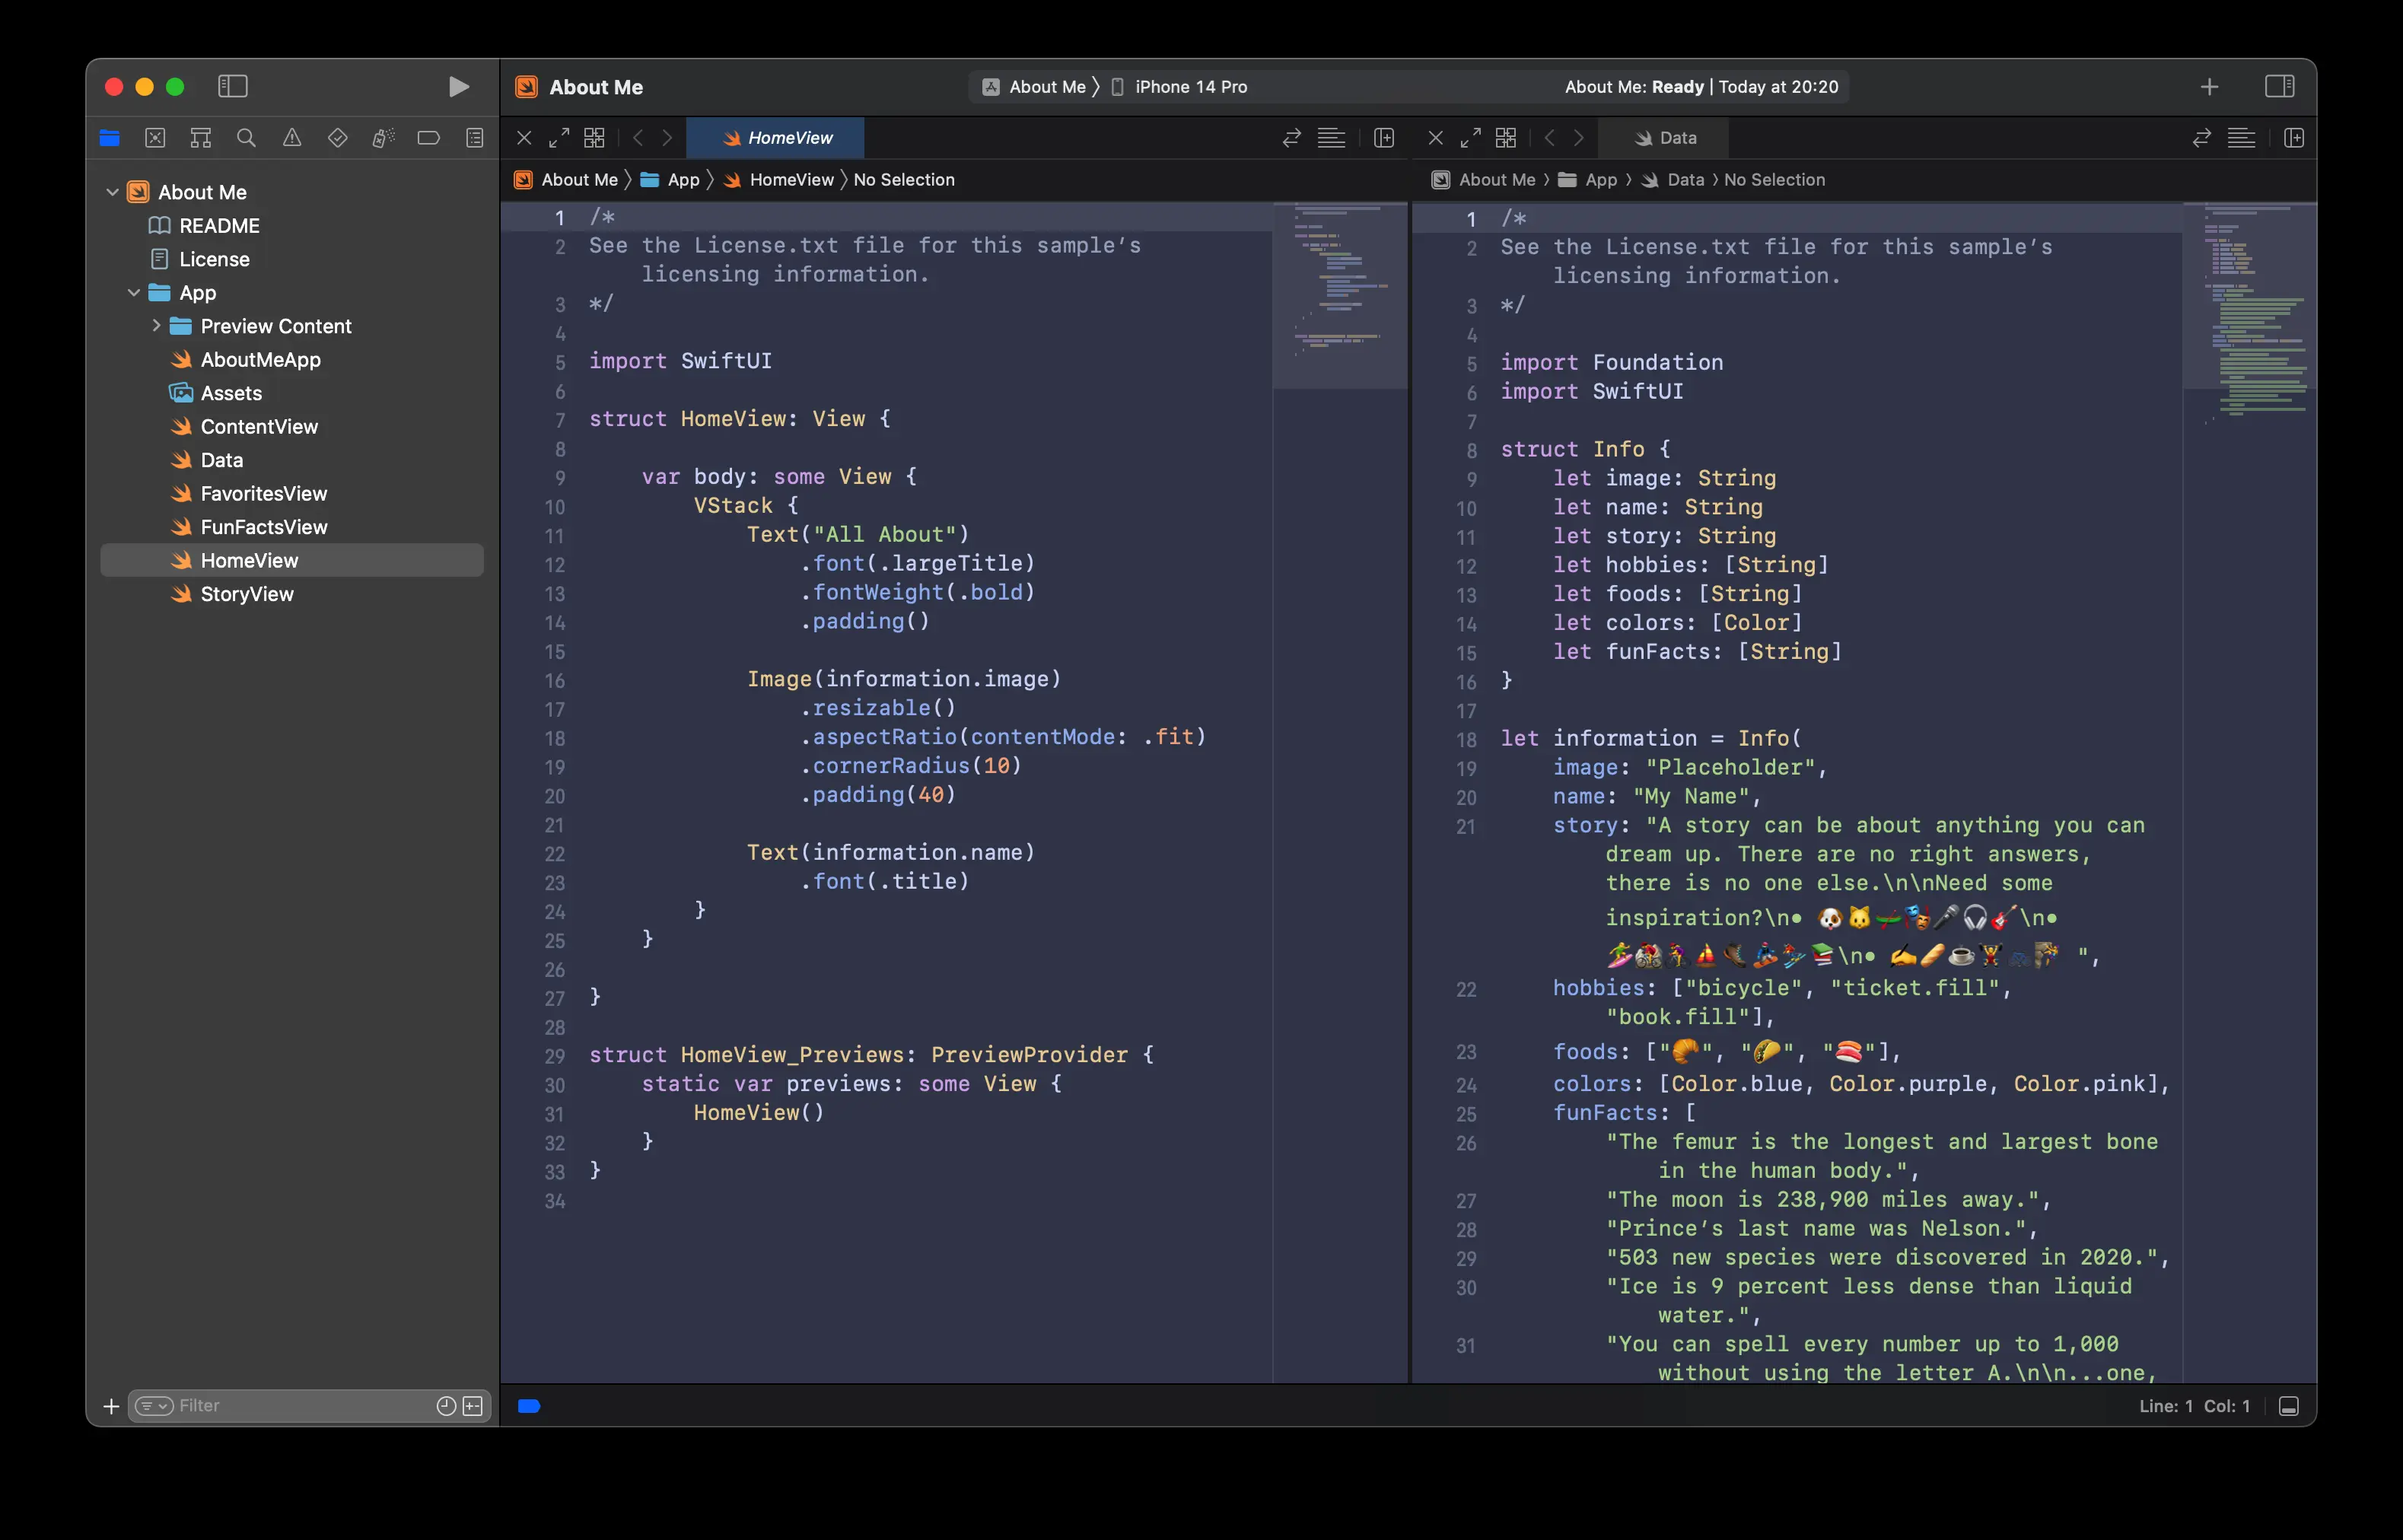 About Me
About Me 〉 iPhone 14 Pro
About Me: Ready | Today at 20:20
About Me
README
License
App
Preview Content
AboutMeApp
Assets
ContentView
Data
FavoritesView
FunFactsView
HomeView
StoryView
Filter
HomeView
About Me 〉 App 〉 HomeView 〉 No Selection
1 /*
2 See the License.txt file for this sample’s
licensing information.
3 */
4
5 import SwiftUI
6
7 struct HomeView: View {
8
9     var body: some View {
10         VStack {
11             Text("All About")
12                 .font(.largeTitle)
13                 .fontWeight(.bold)
14                 .padding()
15
16             Image(information.image)
17                 .resizable()
18                 .aspectRatio(contentMode: .fit)
19                 .cornerRadius(10)
20                 .padding(40)
21
22             Text(information.name)
23                 .font(.title)
24         }
25     }
26
27 }
28
29 struct HomeView_Previews: PreviewProvider {
30     static var previews: some View {
31         HomeView()
32     }
33 }
34
Data
About Me 〉 App 〉 Data 〉 No Selection
1 /*
2 See the License.txt file for this sample’s
licensing information.
3 */
4
5 import Foundation
6 import SwiftUI
7
8 struct Info {
9     let image: String
10     let name: String
11     let story: String
12     let hobbies: [String]
13     let foods: [String]
14     let colors: [Color]
15     let funFacts: [String]
16 }
17
18 let information = Info(
19     image: "Placeholder",
20     name: "My Name",
21     story: "A story can be about anything you can
dream up. There are no right answers,
there is no one else.\n\nNeed some
inspiration?\n• 🐶🐱🛶🎭🎤🎧🎸\n•
🏄‍♀️🚵‍♀️🚴‍♀️⛵️🥾🏂⛷📚\n• ✍️🥖☕️🏋️‍♀️🚲🧗‍♀️ ",
22     hobbies: ["bicycle", "ticket.fill",
"book.fill"],
23     foods: ["🥐", "🌮", "🍣"],
24     colors: [Color.blue, Color.purple, Color.pink],
25     funFacts: [
26         "The femur is the longest and largest bone
in the human body.",
27         "The moon is 238,900 miles away.",
28         "Prince’s last name was Nelson.",
29         "503 new species were discovered in 2020.",
30         "Ice is 9 percent less dense than liquid
water.",
31         "You can spell every number up to 1,000
without using the letter A.\n\n...one,
Line: 1  Col: 1